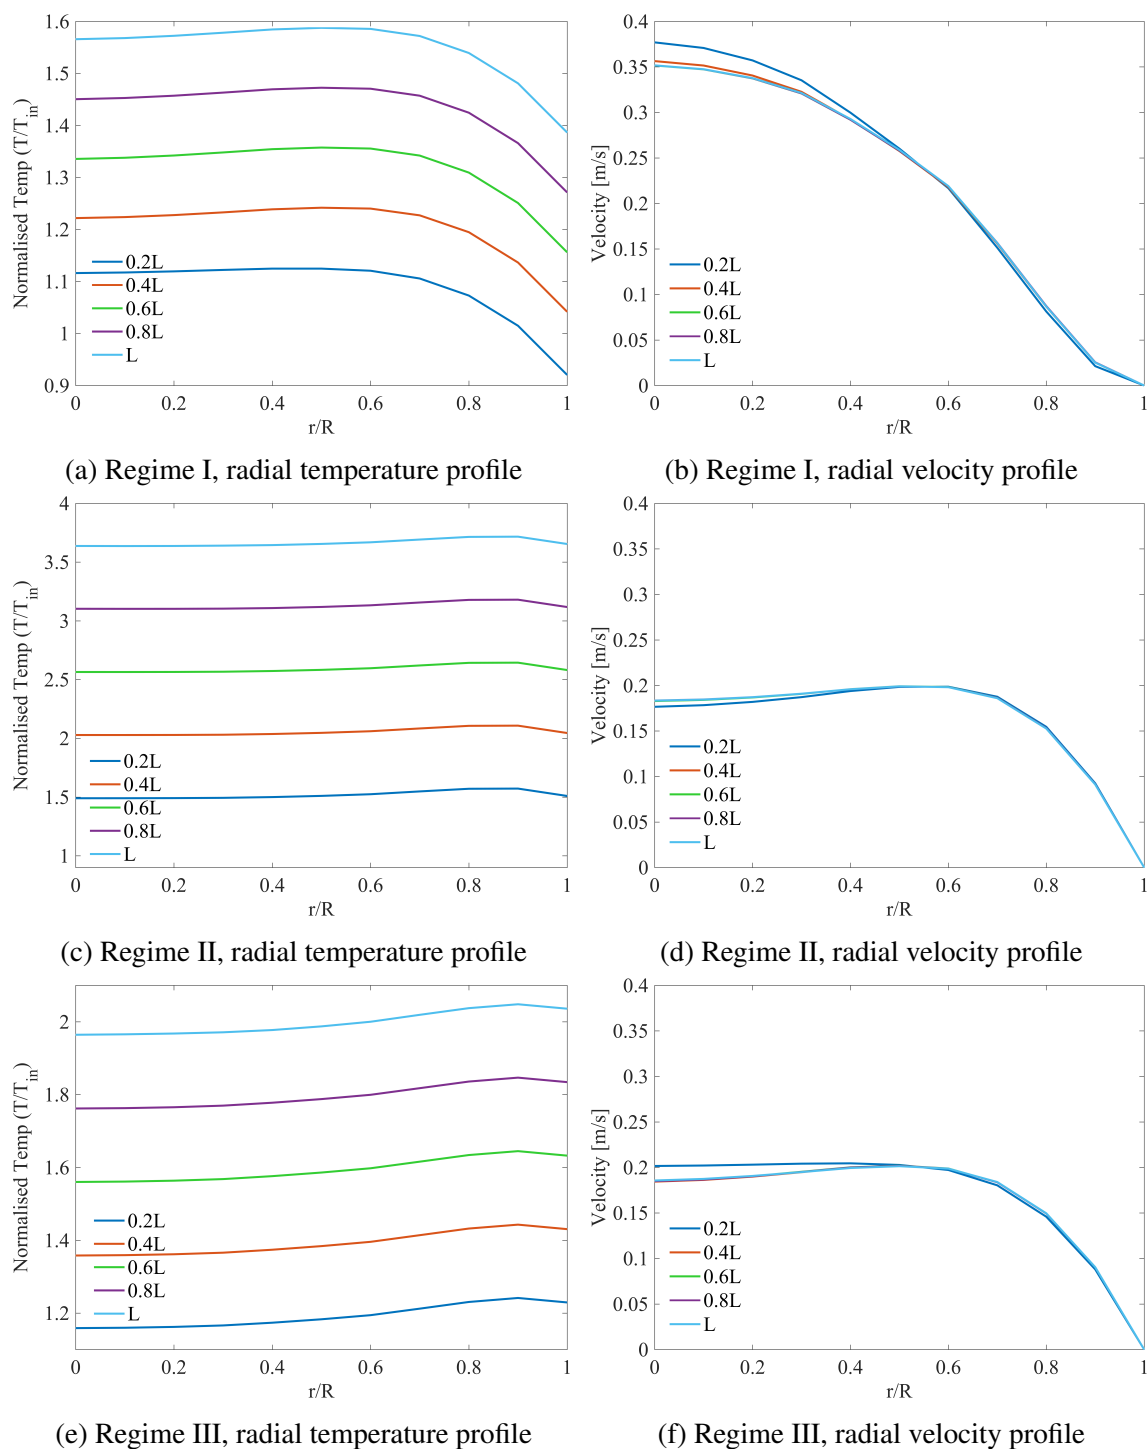 1.6
1.5
1.4
1.3
1.2
1.1
1
0.9
Normalised Temp (T/T_in)
0.2L
0.4L
0.6L
0.8L
L
0 0.2 0.4 0.6 0.8 1
r/R
(a) Regime I, radial temperature profile
0.4
0.35
0.3
0.25
0.2
0.15
0.1
0.05
0
Velocity [m/s]
0.2L
0.4L
0.6L
0.8L
L
0 0.2 0.4 0.6 0.8 1
r/R
(b) Regime I, radial velocity profile
4
3.5
3
2.5
2
1.5
1
Normalised Temp (T/T_in)
0.2L
0.4L
0.6L
0.8L
L
0 0.2 0.4 0.6 0.8 1
r/R
(c) Regime II, radial temperature profile
0.4
0.35
0.3
0.25
0.2
0.15
0.1
0.05
0
Velocity [m/s]
0.2L
0.4L
0.6L
0.8L
L
0 0.2 0.4 0.6 0.8 1
r/R
(d) Regime II, radial velocity profile
2
1.8
1.6
1.4
1.2
Normalised Temp (T/T_in)
0.2L
0.4L
0.6L
0.8L
L
0 0.2 0.4 0.6 0.8 1
r/R
(e) Regime III, radial temperature profile
0.4
0.35
0.3
0.25
0.2
0.15
0.1
0.05
0
Velocity [m/s]
0.2L
0.4L
0.6L
0.8L
L
0 0.2 0.4 0.6 0.8 1
r/R
(f) Regime III, radial velocity profile